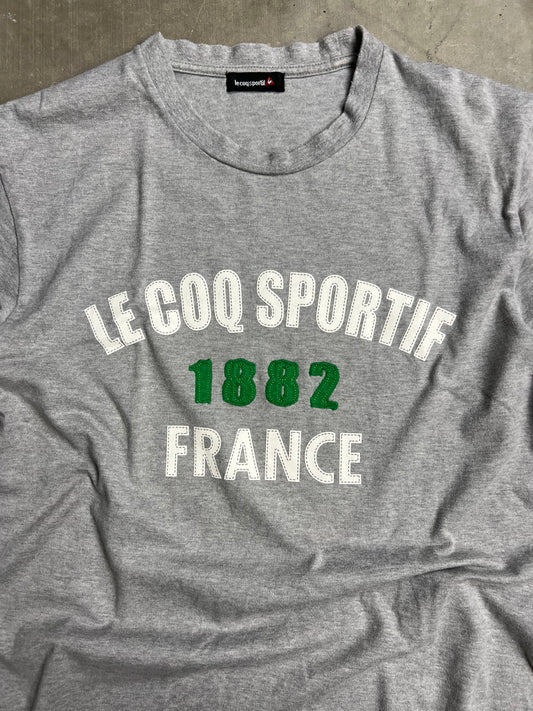 le coq sportif
LE COQ SPORTIF
1882
FRANCE